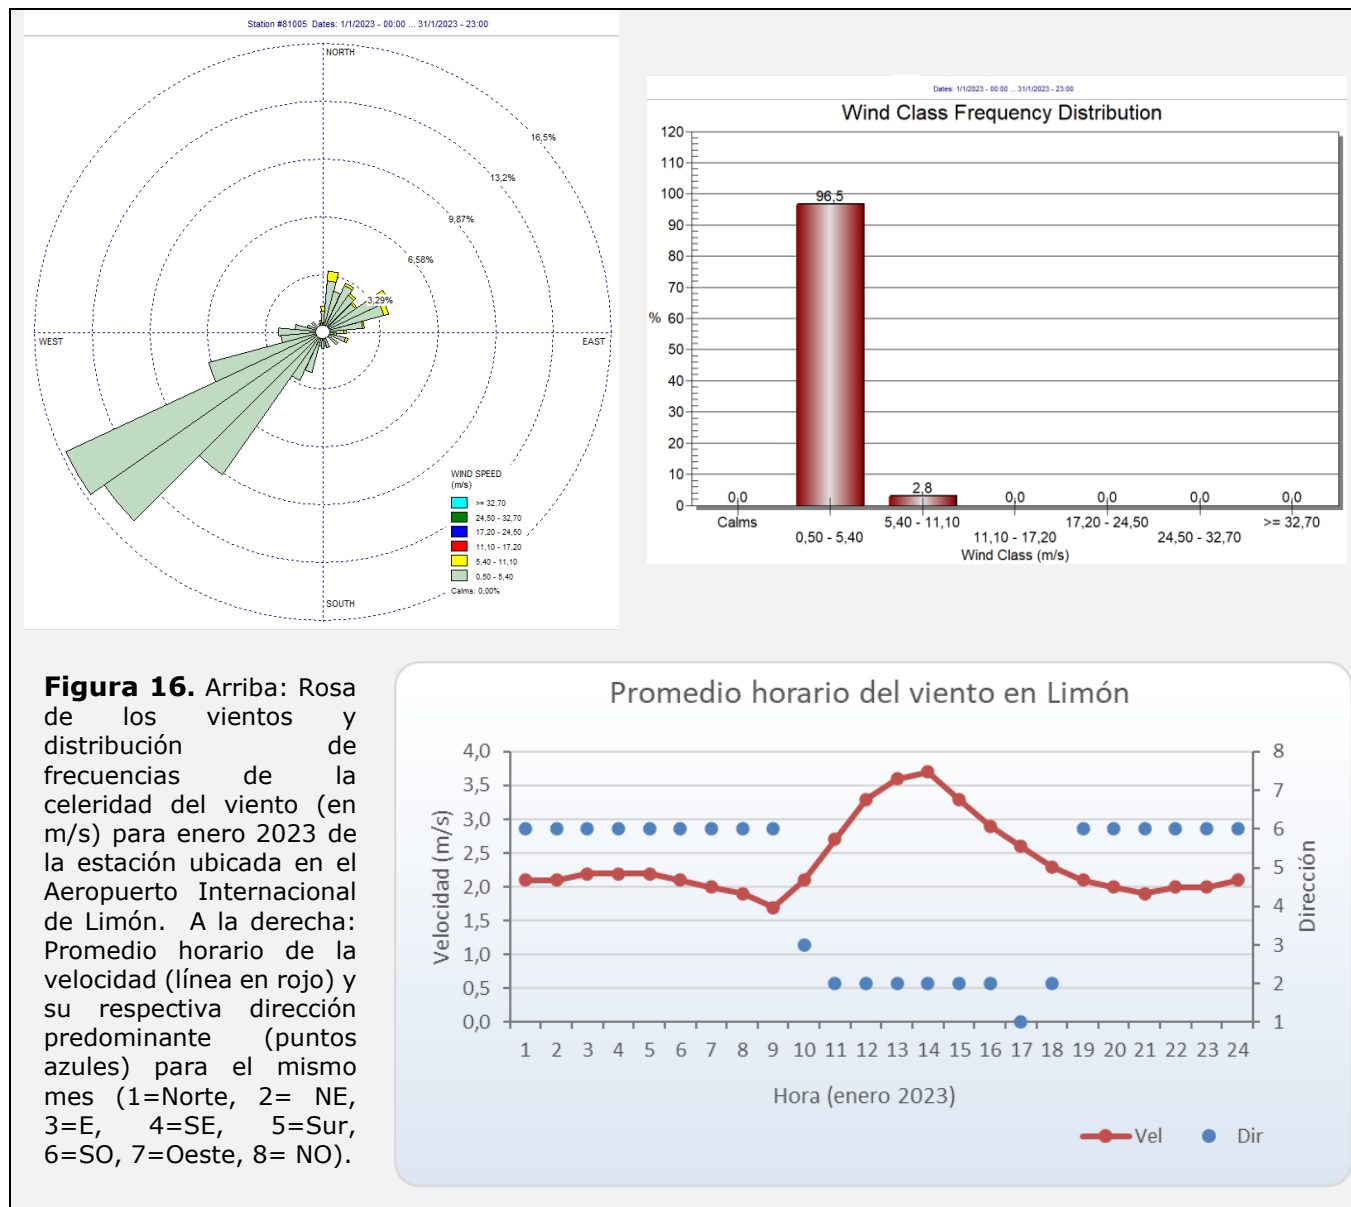 Station #81005 Dates: 1/1/2023 - 00:00 ... 31/1/2023 - 23:00
NORTH
16,5%
13,2%
9,87%
6,58%
3,29%
WEST
EAST
SOUTH
WIND SPEED
(m/s)
>= 32,70
24,50 - 32,70
17,20 - 24,50
11,10 - 17,20
5,40 - 11,10
0,50 - 5,40
Calms: 0,00%
Dates: 1/1/2023 - 00:00 ... 31/1/2023 - 23:00
Wind Class Frequency Distribution
120
110
100
90
80
70
60
50
40
30
20
10
0
%
0,0
96,5
2,8
0,0
0,0
0,0
0,0
Calms
0,50 - 5,40
5,40 - 11,10
11,10 - 17,20
17,20 - 24,50
24,50 - 32,70
>= 32,70
Wind Class (m/s)
Figura 16. Arriba: Rosa
de los vientos y
distribución de
frecuencias de la
celeridad del viento (en
m/s) para enero 2023 de
la estación ubicada en el
Aeropuerto Internacional
de Limón. A la derecha:
Promedio horario de la
velocidad (línea en rojo) y
su respectiva dirección
predominante (puntos
azules) para el mismo
mes (1=Norte, 2= NE,
3=E, 4=SE, 5=Sur,
6=SO, 7=Oeste, 8= NO).
Promedio horario del viento en Limón
4,0
3,5
3,0
2,5
2,0
1,5
1,0
0,5
0,0
Velocidad (m/s)
8
7
6
5
4
3
2
1
Dirección
1 2 3 4 5 6 7 8 9 10 11 12 13 14 15 16 17 18 19 20 21 22 23 24
Hora (enero 2023)
Vel
Dir